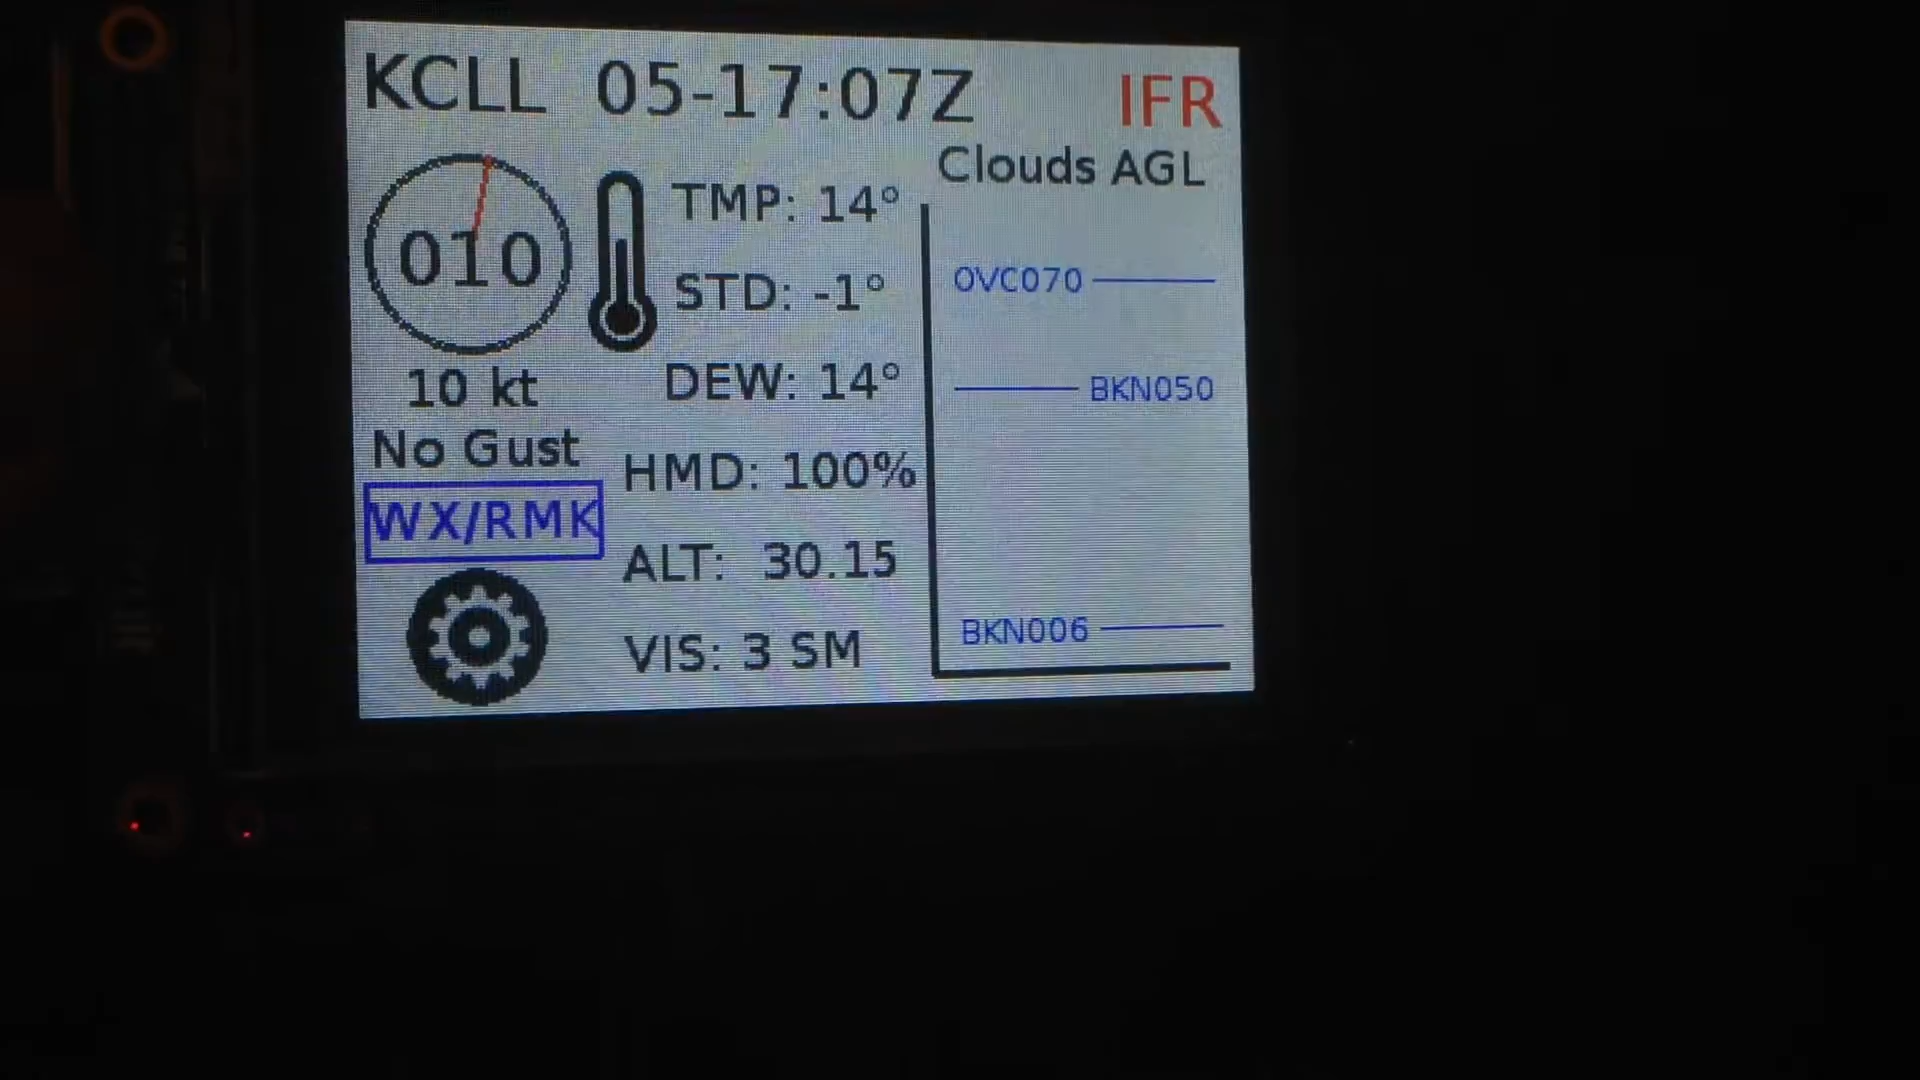 KCLL 05-17:07Z IFR
010
10 kt
No Gust
WX/RMK
TMP: 14°
STD: -1°
DEW: 14°
HMD: 100%
ALT: 30.15
VIS: 3 SM
Clouds AGL
OVC070
BKN050
BKN006